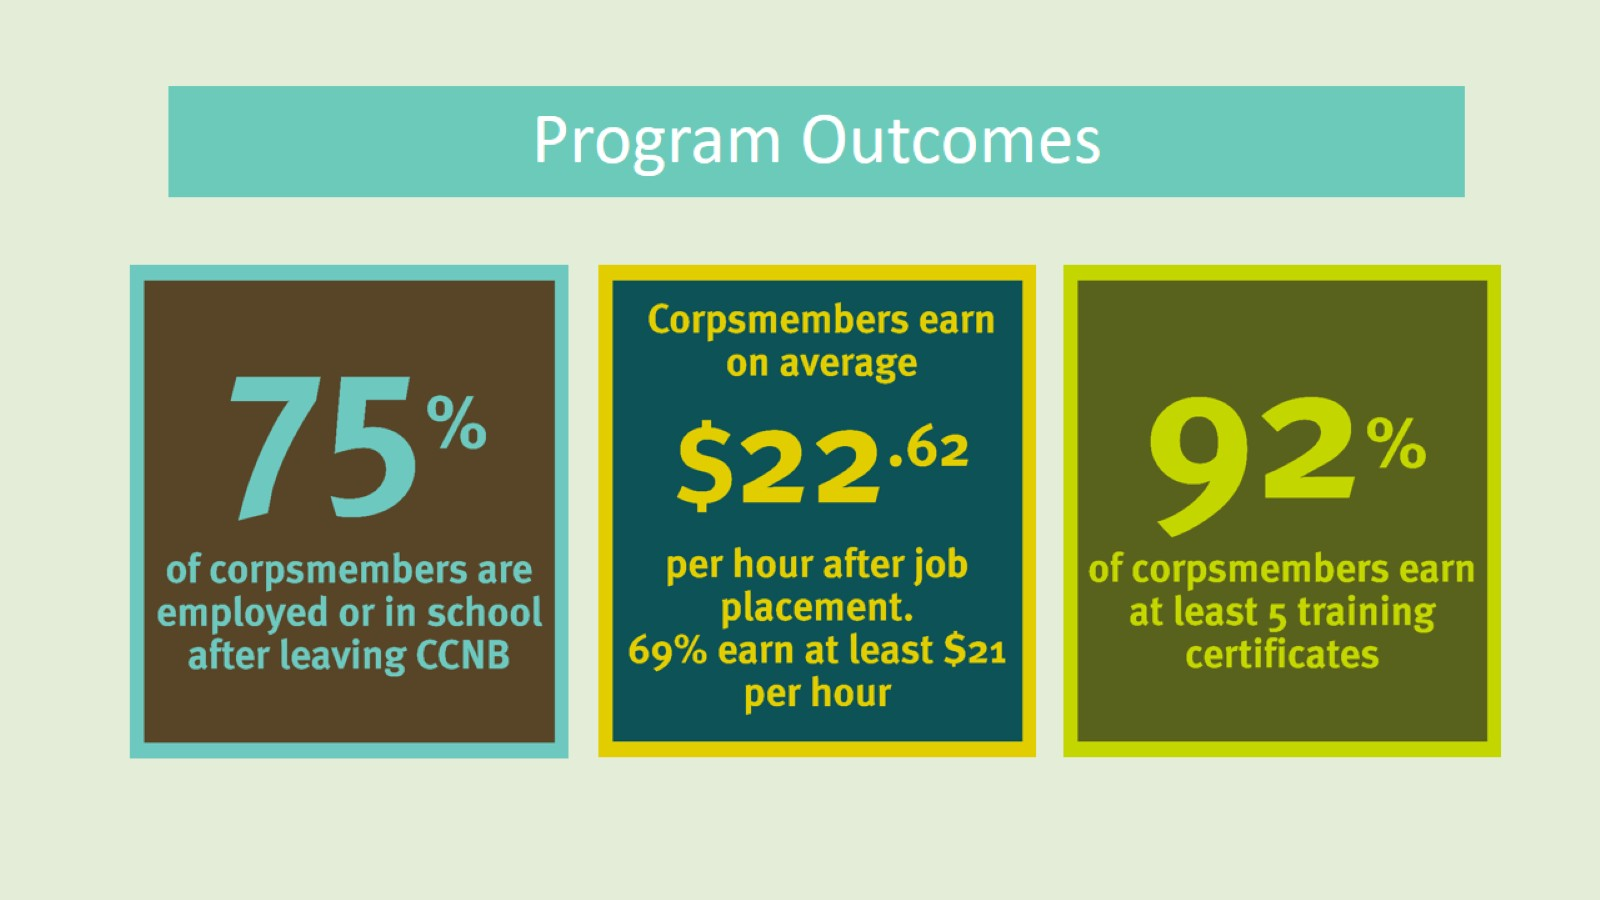 Program Outcomes
75%
of corpsmembers are
employed or in school
after leaving CCNB
Corpsmembers earn
on average
$22.62
per hour after job
placement.
69% earn at least $21
per hour
92%
of corpsmembers earn
at least 5 training
certificates